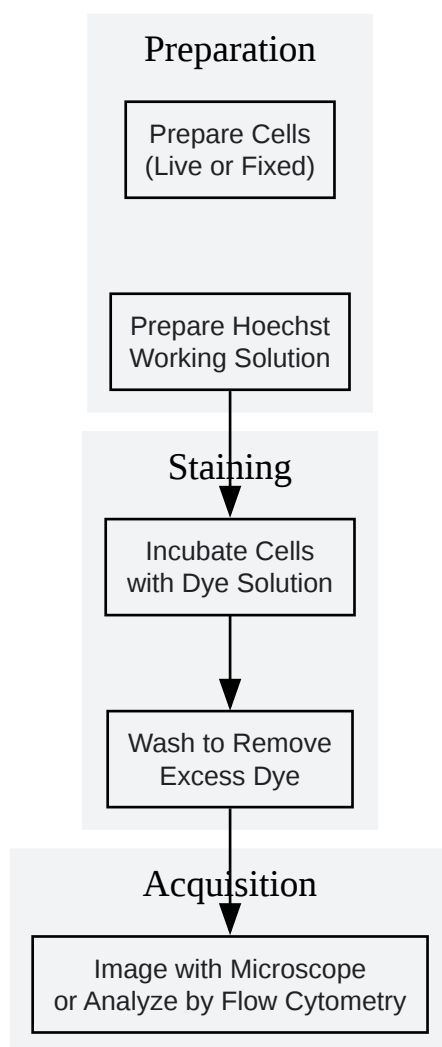 Preparation
Prepare Cells
(Live or Fixed)
Prepare Hoechst
Working Solution
Staining
Incubate Cells
with Dye Solution
Wash to Remove
Excess Dye
Acquisition
Image with Microscope
or Analyze by Flow Cytometry